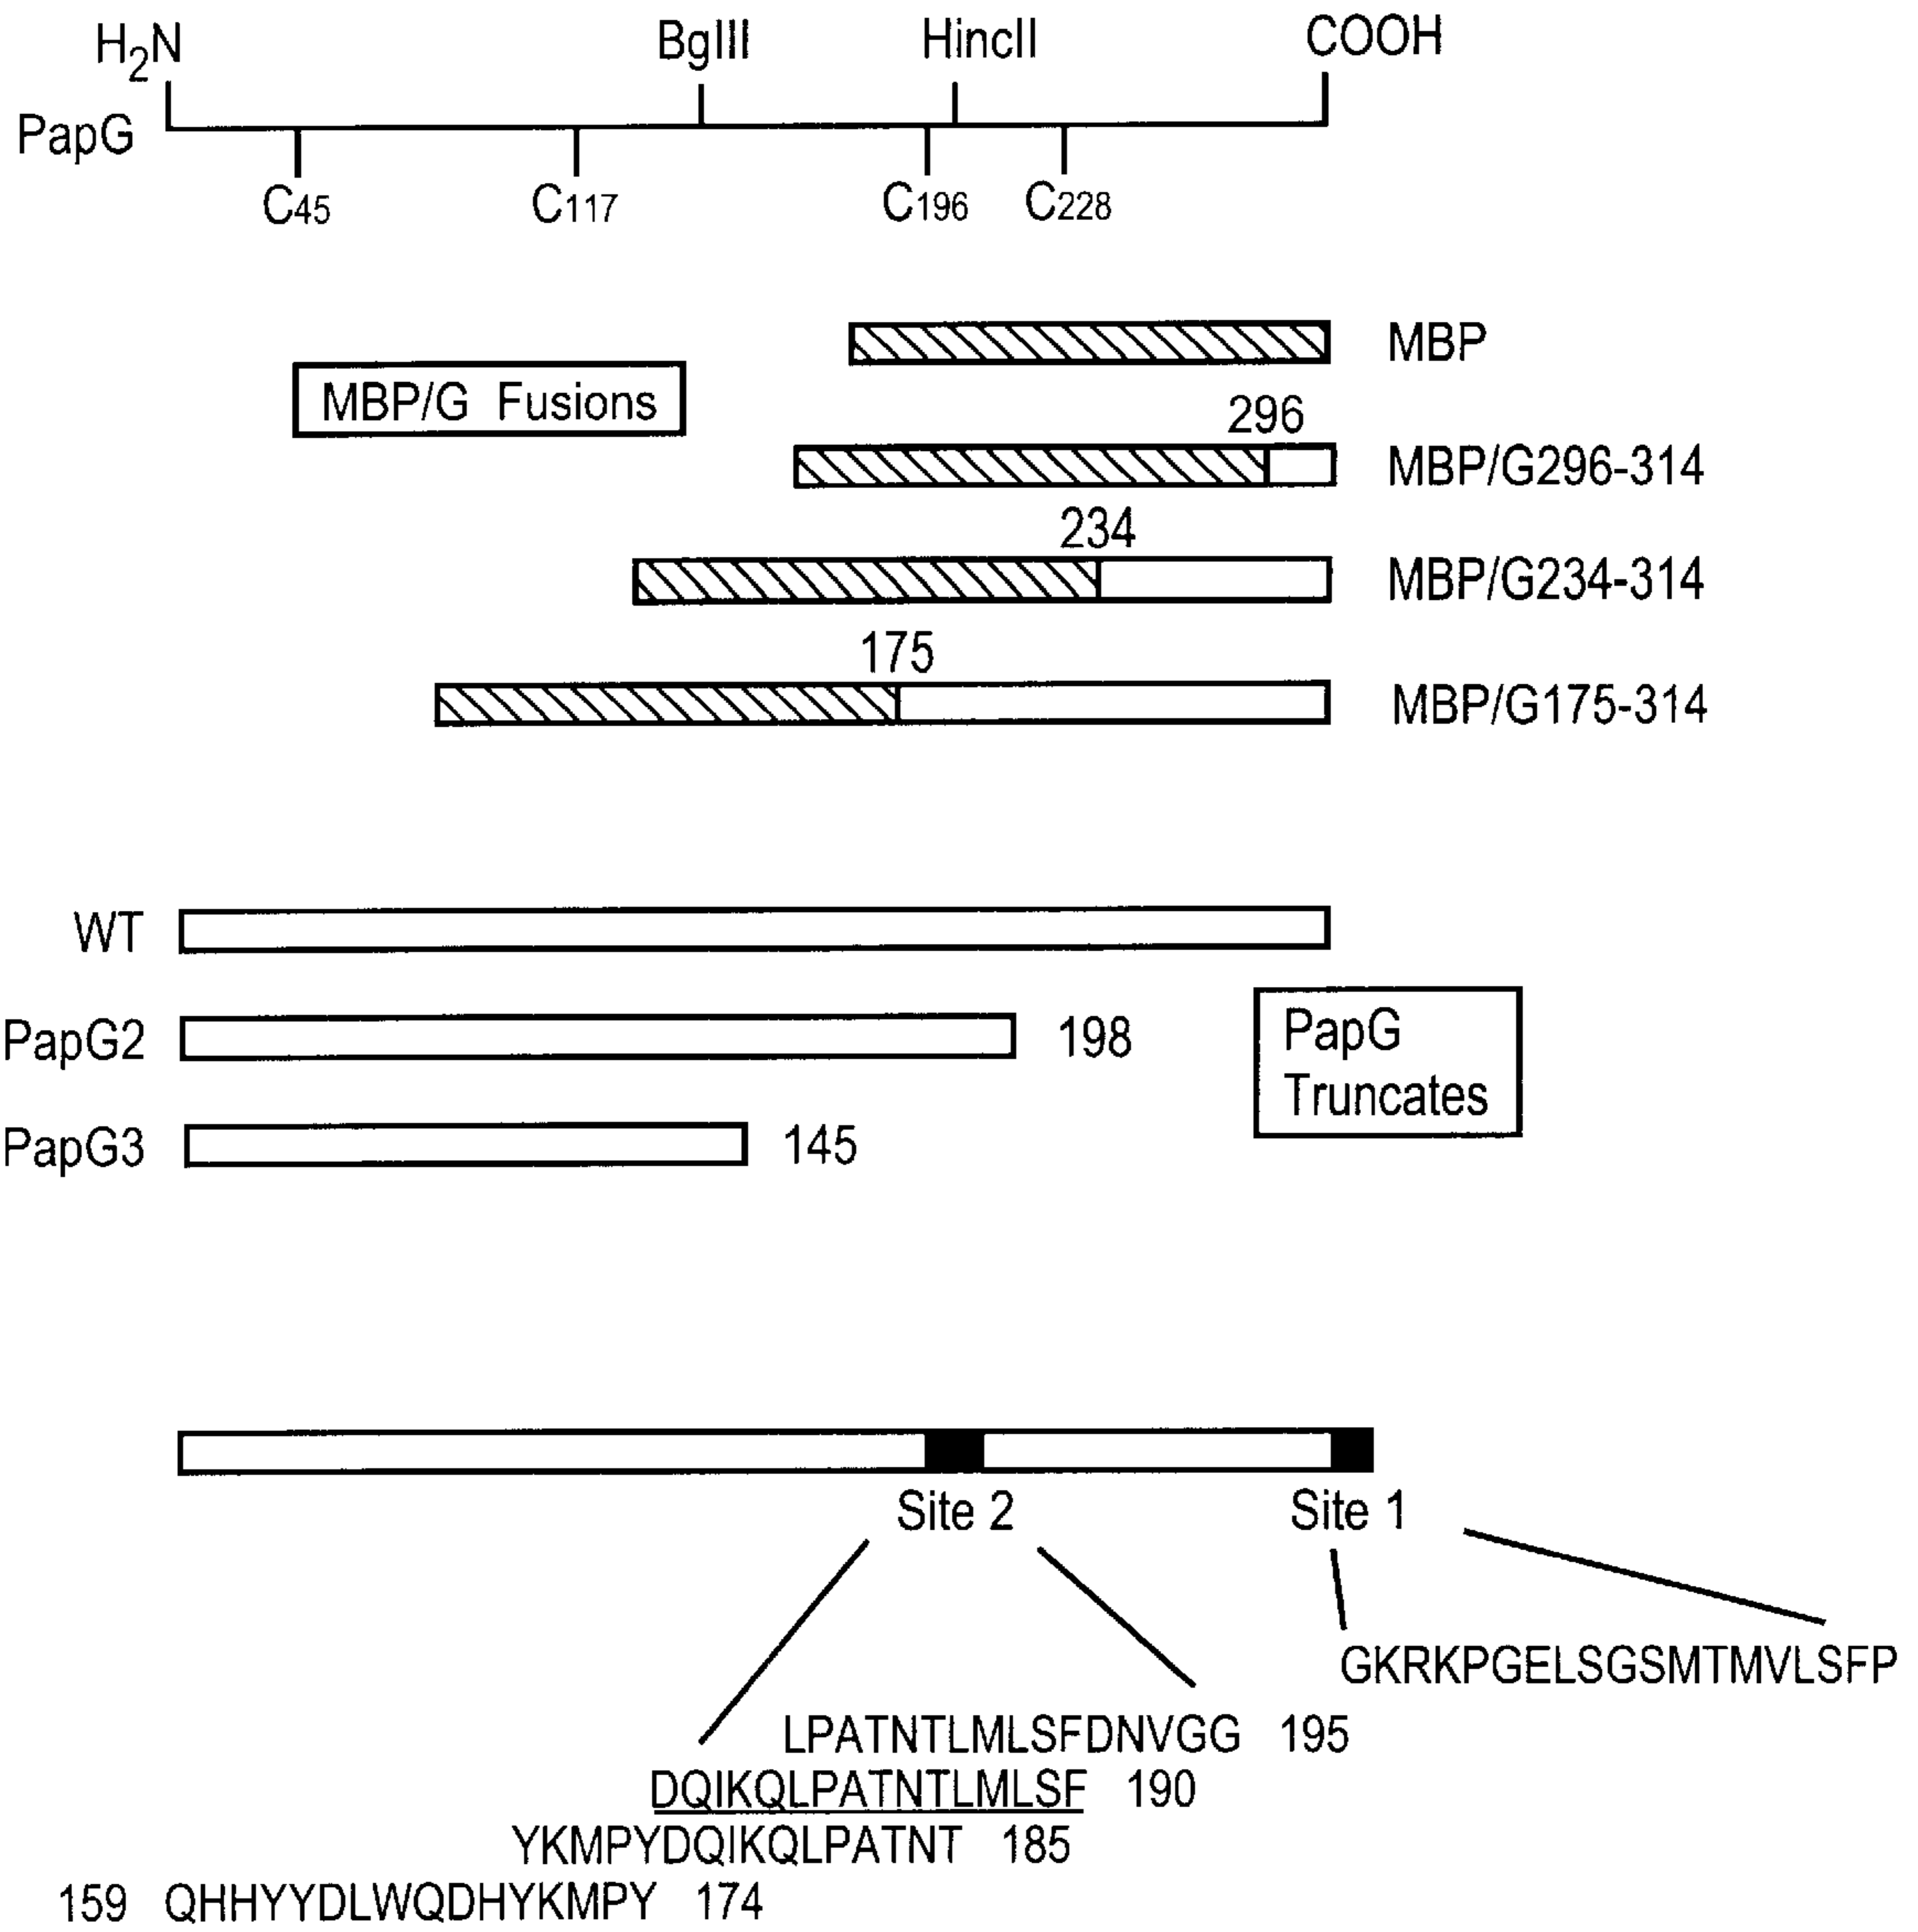 H2N BglII HincII COOH
PapG
C45 C117 C196 C228
MBP
MBP/G Fusions
296
MBP/G296-314
234
MBP/G234-314
175
MBP/G175-314
WT
PapG2 198
PapG
Truncates
PapG3 145
Site 2 Site 1
GKRKPGELSGSMTMVLSFP
LPATNTLMLSFDNVGG 195
DQIKQLPATNTLMLSF 190
YKMPYDQIKQLPATNT 185
159 QHHYYDLWQDHYKMPY 174